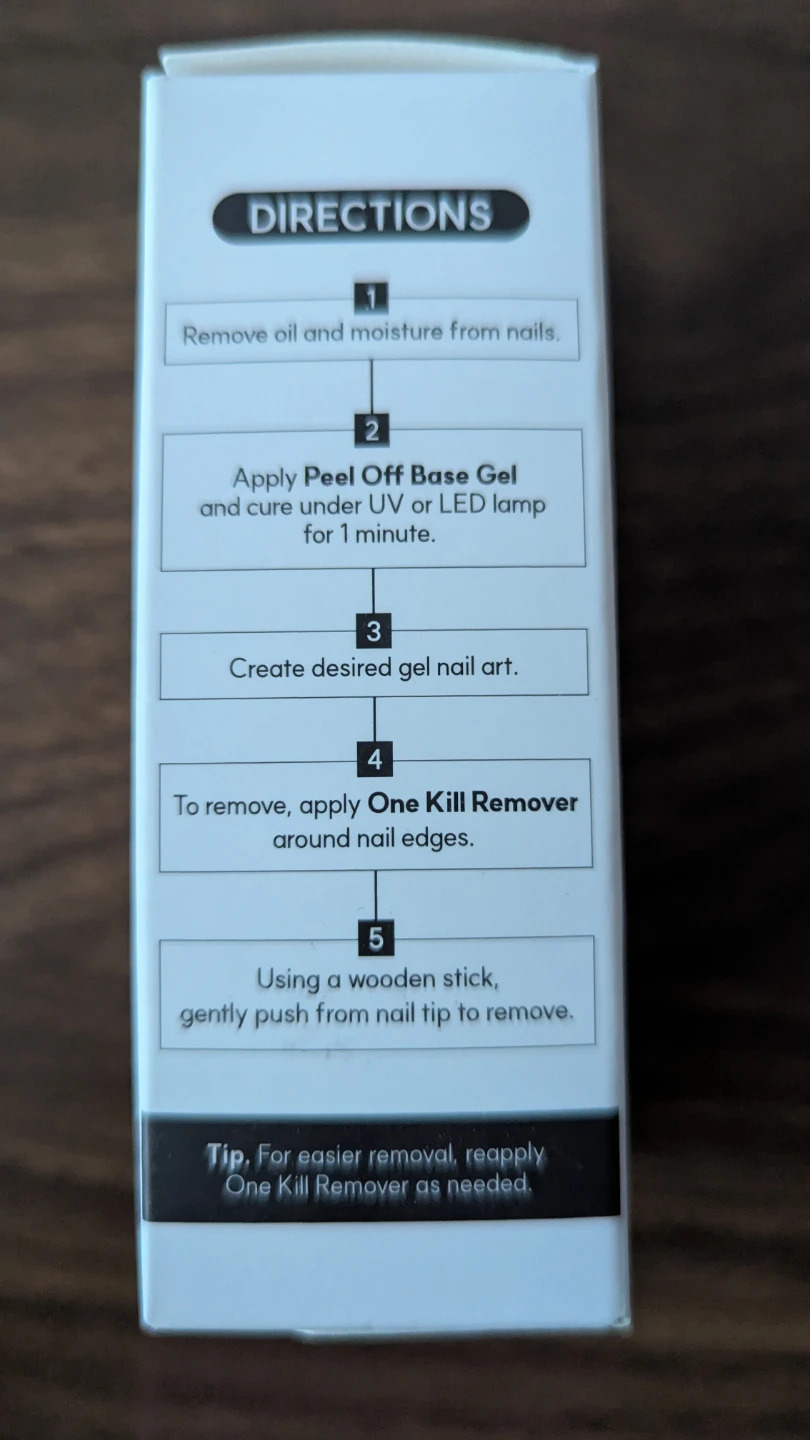 DIRECTIONS
1
Remove oil and moisture from nails.
2
Apply Peel Off Base Gel
and cure under UV or LED lamp
for 1 minute.
3
Create desired gel nail art.
4
To remove, apply One Kill Remover
around nail edges.
5
Using a wooden stick,
gently push from nail tip to remove.
Tip. For easier removal, reapply
One Kill Remover as needed.